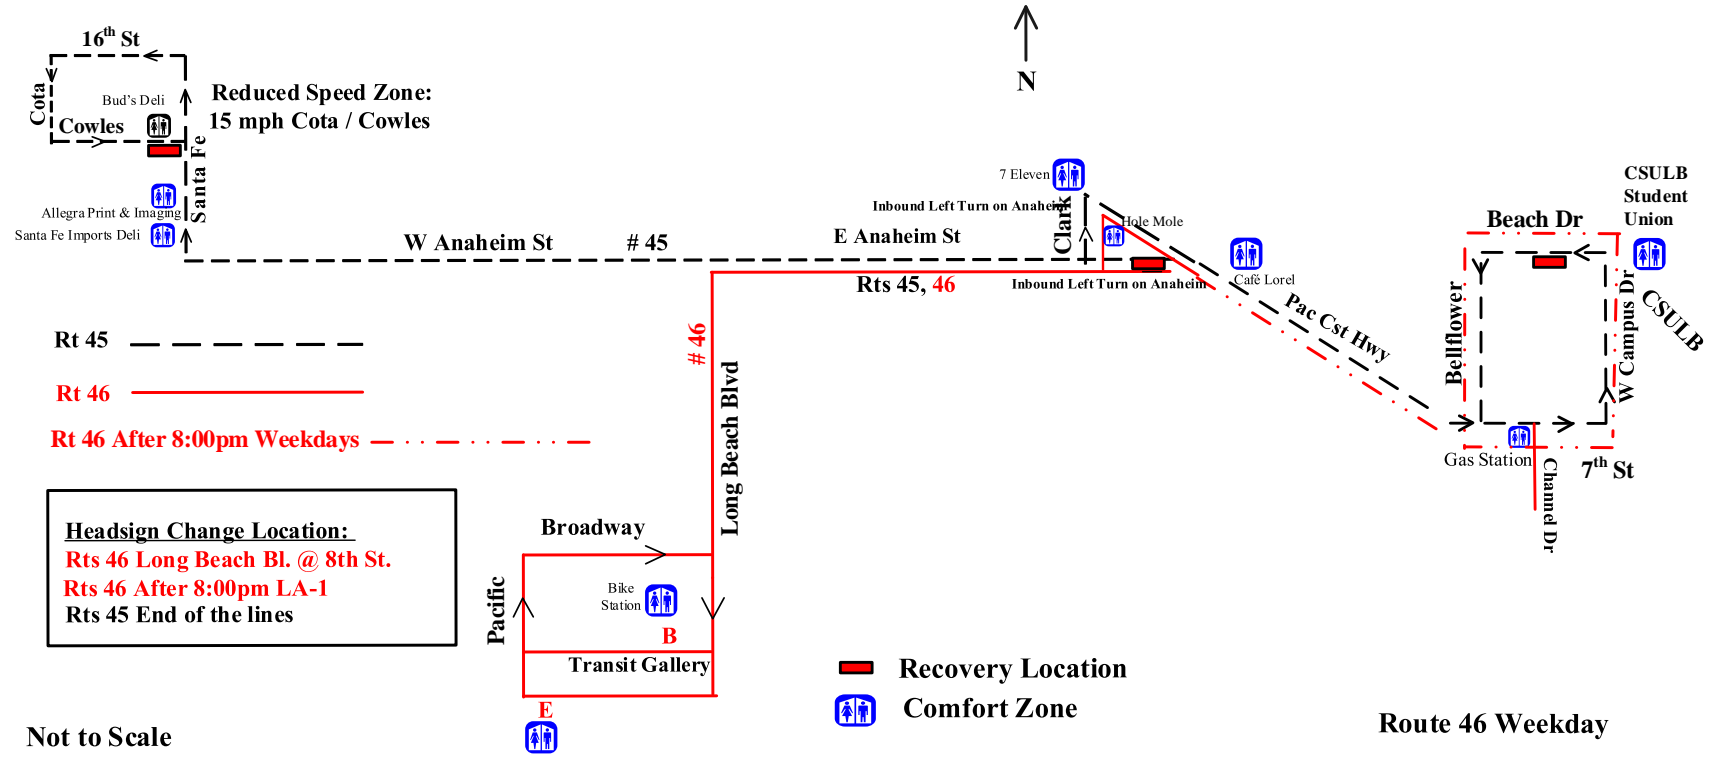 16th St
Cota
Bud's Deli
Cowles
Santa Fe
Reduced Speed Zone:
15 mph Cota / Cowles
Allegra Print & Imaging
Santa Fe Imports Deli
N
W Anaheim St
# 45
E Anaheim St
7 Eleven
Inbound Left Turn on Anaheim
Clark
Hole Mole
Rts 45, 46
Inbound Left Turn on Anaheim
Café Lorel
Pac Cst Hwy
CSULB
Student
Union
Beach Dr
Bellflower
W Campus Dr
CSULB
Gas Station
Channel Dr
7th St
Rt 45
Rt 46
Rt 46 After 8:00pm Weekdays
# 46
Long Beach Blvd
Headsign Change Location:
Rts 46 Long Beach Bl. @ 8th St.
Rts 46 After 8:00pm LA-1
Rts 45 End of the lines
Broadway
Pacific
Bike
Station
B
Transit Gallery
E
Recovery Location
Comfort Zone
Not to Scale
Route 46 Weekday